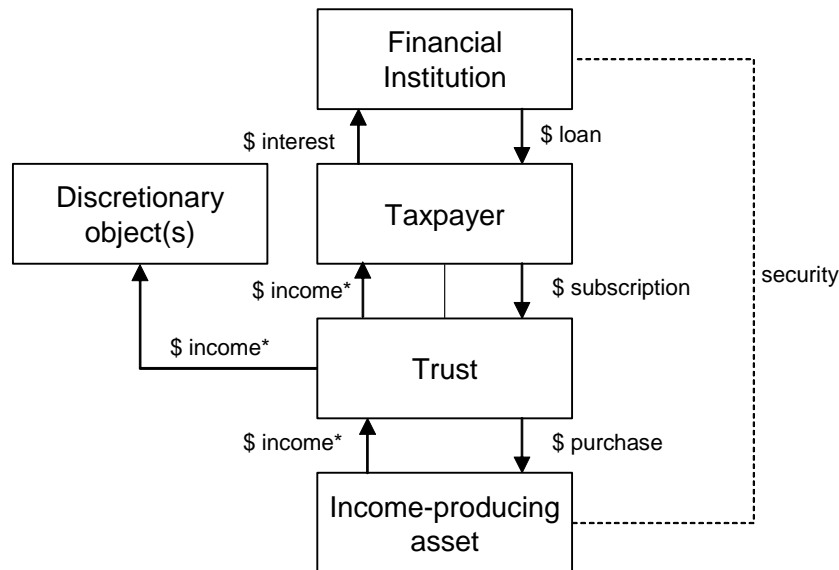 Financial
Institution
$ interest
$ loan
Discretionary
object(s)
Taxpayer
security
$ income*
$ subscription
$ income*
Trust
$ income*
$ purchase
Income-producing
asset